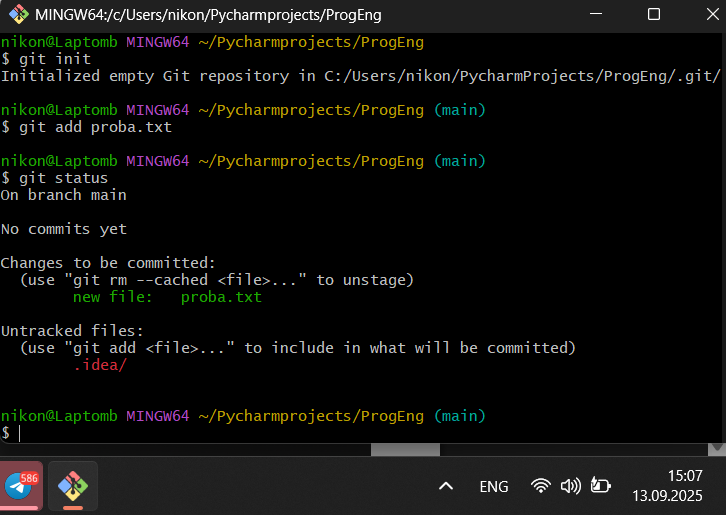 MINGW64:/c/Users/nikon/Pycharmprojects/ProgEng
nikon@Laptomb MINGW64 ~/Pycharmprojects/ProgEng
$ git init
Initialized empty Git repository in C:/Users/nikon/PycharmProjects/ProgEng/.git/
nikon@Laptomb MINGW64 ~/Pycharmprojects/ProgEng (main)
$ git add proba.txt
nikon@Laptomb MINGW64 ~/Pycharmprojects/ProgEng (main)
$ git status
On branch main
No commits yet
Changes to be committed:
(use "git rm --cached <file>..." to unstage)
new file: proba.txt
Untracked files:
(use "git add <file>..." to include in what will be committed)
.idea/
nikon@Laptomb MINGW64 ~/Pycharmprojects/ProgEng (main)
$
586
ENG
15:07
13.09.2025